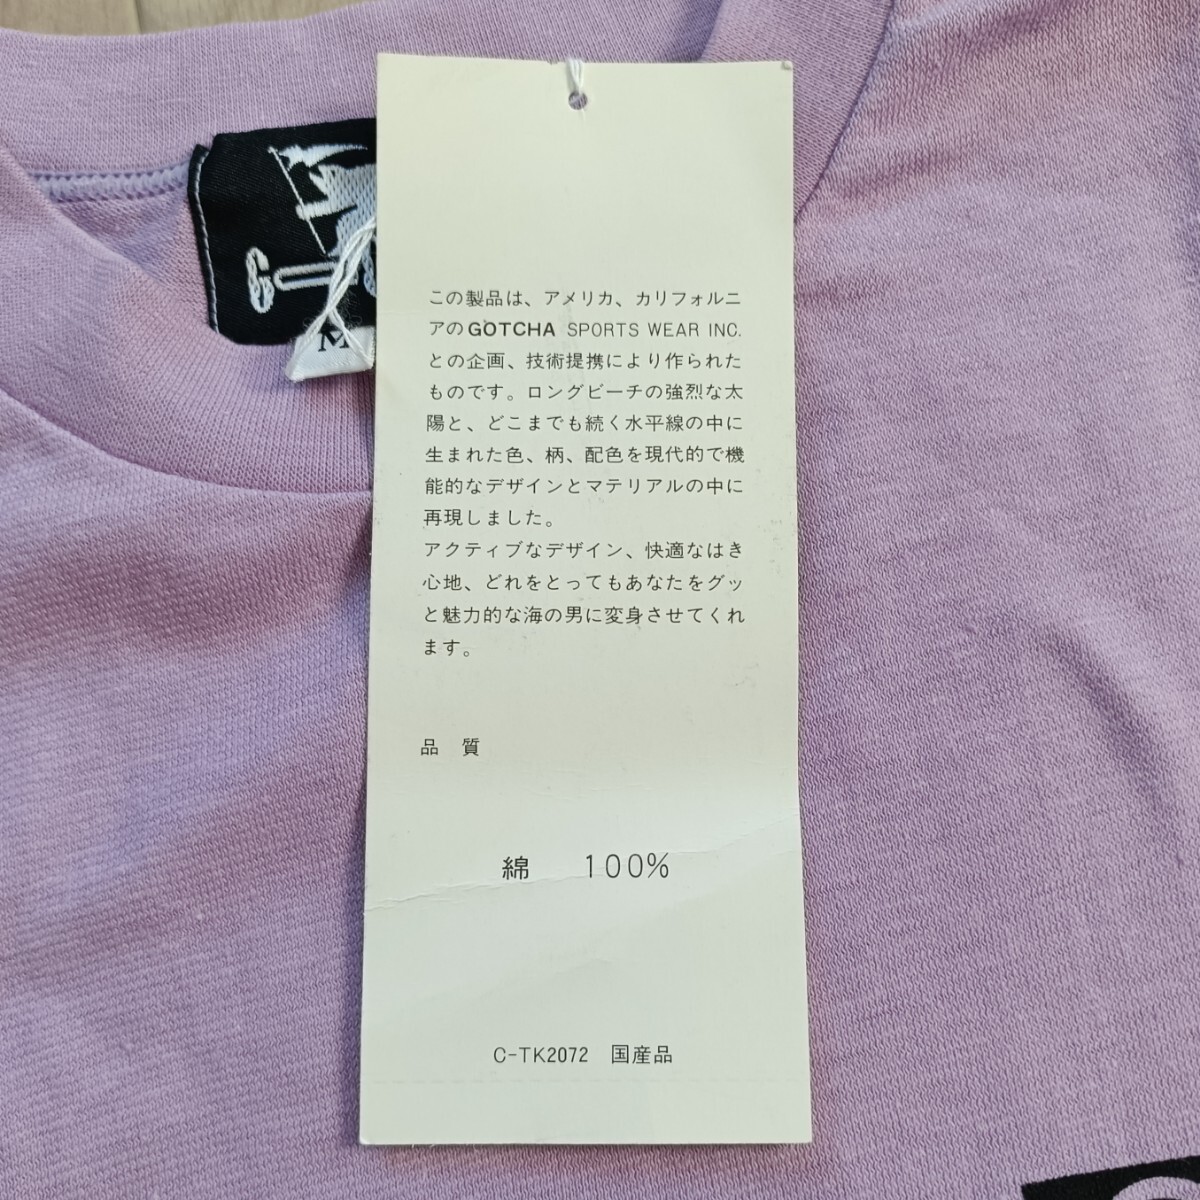 M
この製品は、アメリカ、カリフォルニ
アのGOTCHA SPORTS WEAR INC.
との企画、技術提携により作られた
ものです。ロングビーチの強烈な太
陽と、どこまでも続く水平線の中に
生まれた色、柄、配色を現代的で機
能的なデザインとマテリアルの中に
再現しました。
アクティブなデザイン、快適なはき
心地、どれをとってもあなたをグッ
と魅力的な海の男に変身させてくれ
ます。
品 質
綿 100%
C-TK2072 国産品